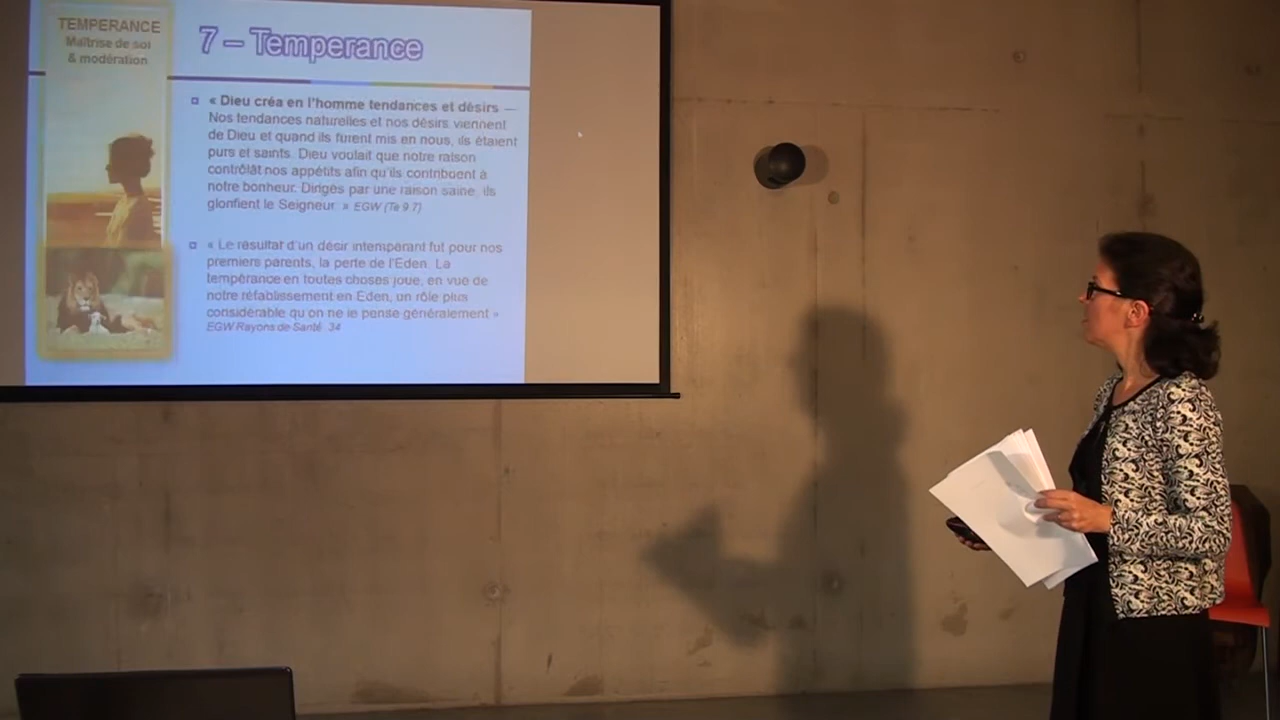 TEMPERANCE
Maîtrise de soi
& modération
7 – Temperance
« Dieu créa en l'homme tendances et désirs —
Nos tendances naturelles et nos désirs viennent
de Dieu et quand ils furent mis en nous, ils étaient
purs et saints. Dieu voulait que notre raison
contrôlât nos appétits afin qu'ils contribuent à
notre bonheur. Dirigés par une raison saine, ils
glorifient le Seigneur. » EGW (Te 9.7)
« Le résultat d'un désir intempérant fut pour nos
premiers parents, la perte de l'Eden. La
tempérance en toutes choses joue, en vue de
notre rétablissement en Eden, un rôle plus
considérable qu'on ne le pense généralement »
EGW Rayons de Santé 34